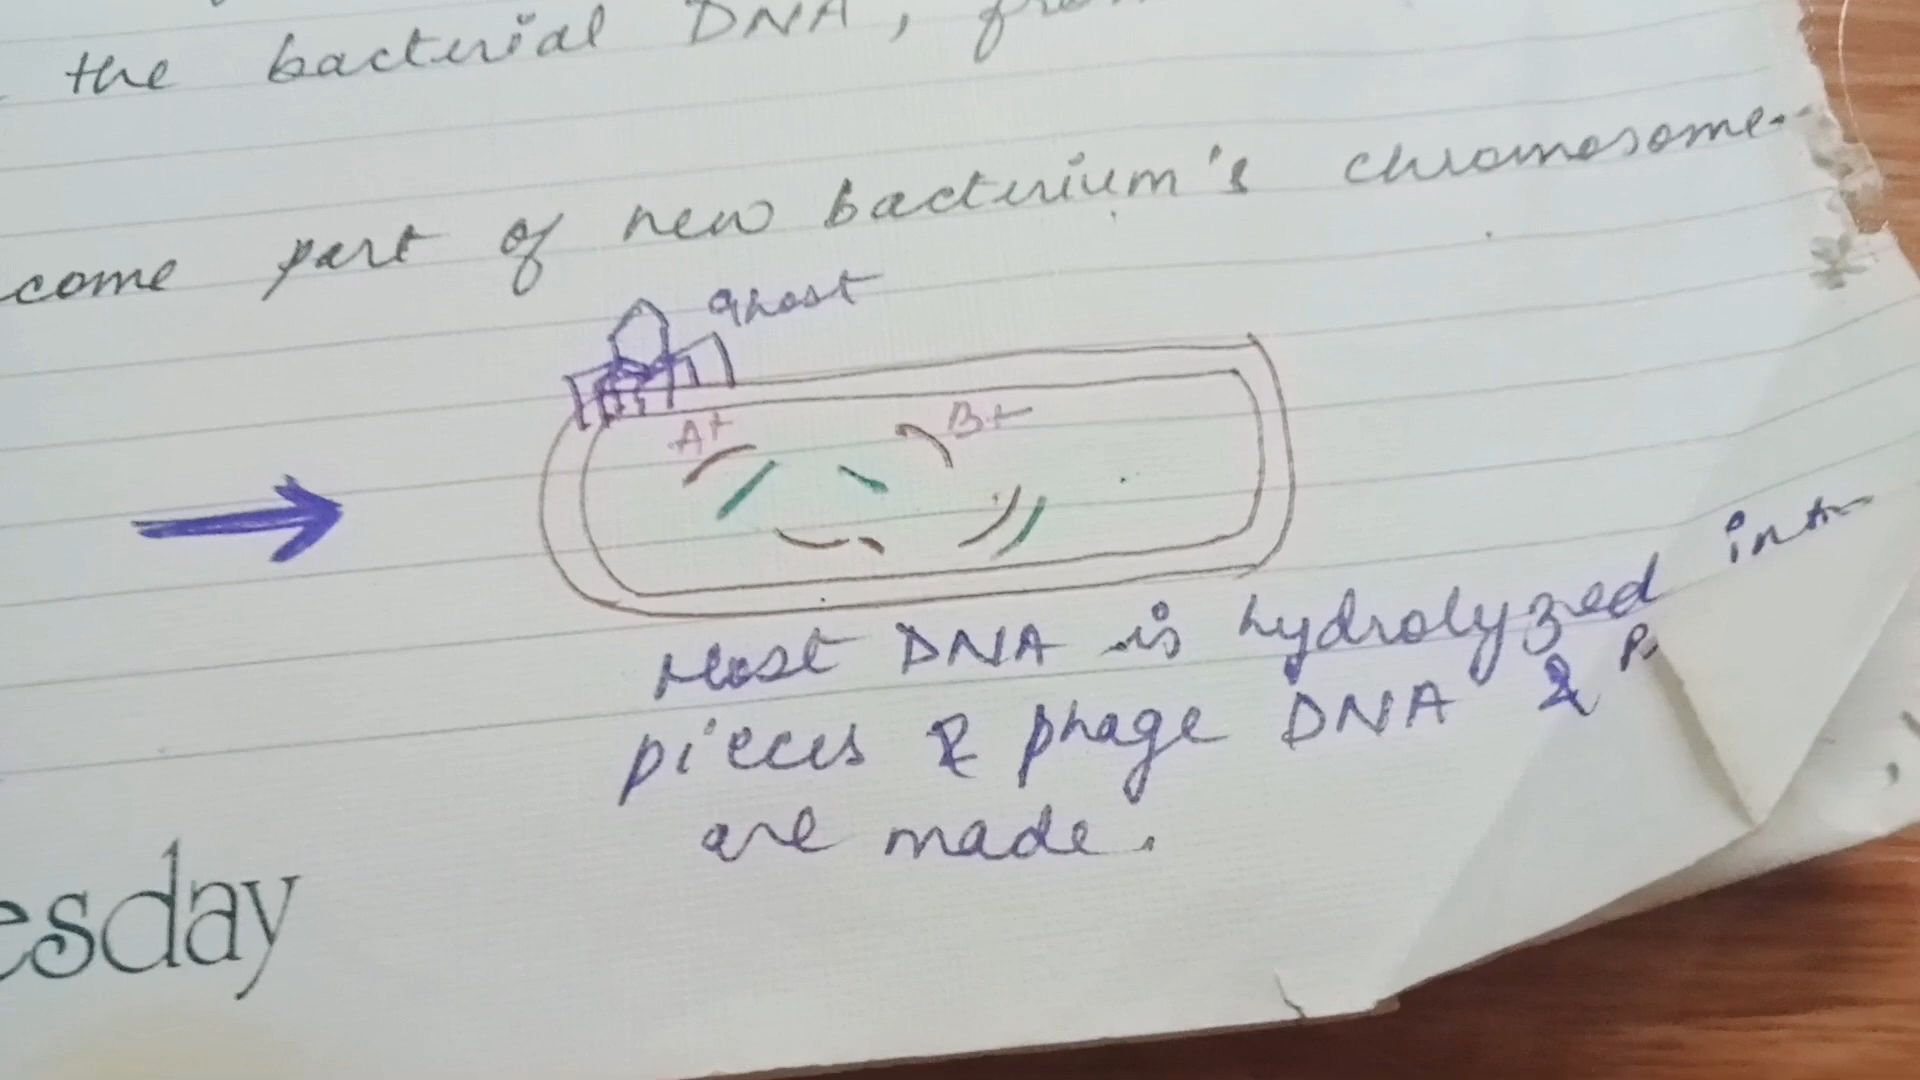 the bacterial DNA,
come part of new bacterium's chromosome..
Ghost
A+ B+
Host DNA is hydrolyzed
pieces & phage DNA &
are made.
esday